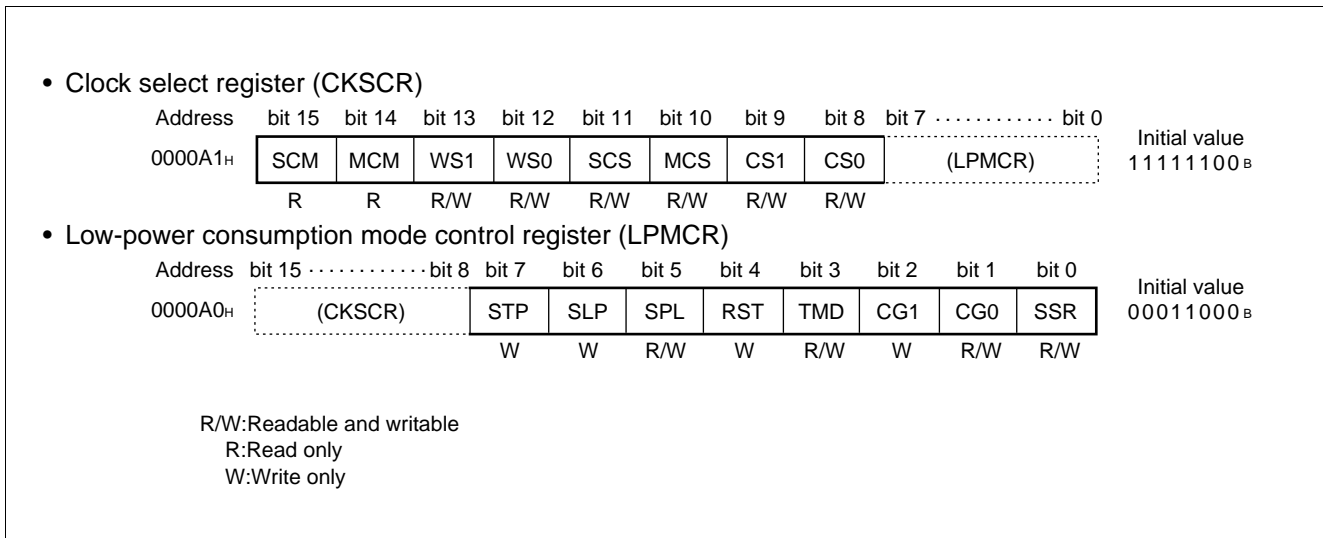 • Clock select register (CKSCR)
Address bit 15 bit 14 bit 13 bit 12 bit 11 bit 10 bit 9 bit 8 bit 7 ············ bit 0 Initial value
0000A1H SCM MCM WS1 WS0 SCS MCS CS1 CS0 (LPMCR) 11111100B
R R R/W R/W R/W R/W R/W R/W
• Low-power consumption mode control register (LPMCR)
Address bit 15 ············ bit 8 bit 7 bit 6 bit 5 bit 4 bit 3 bit 2 bit 1 bit 0 Initial value
0000A0H (CKSCR) STP SLP SPL RST TMD CG1 CG0 SSR 00011000B
W W R/W W R/W W R/W R/W
R/W:Readable and writable
R:Read only
W:Write only